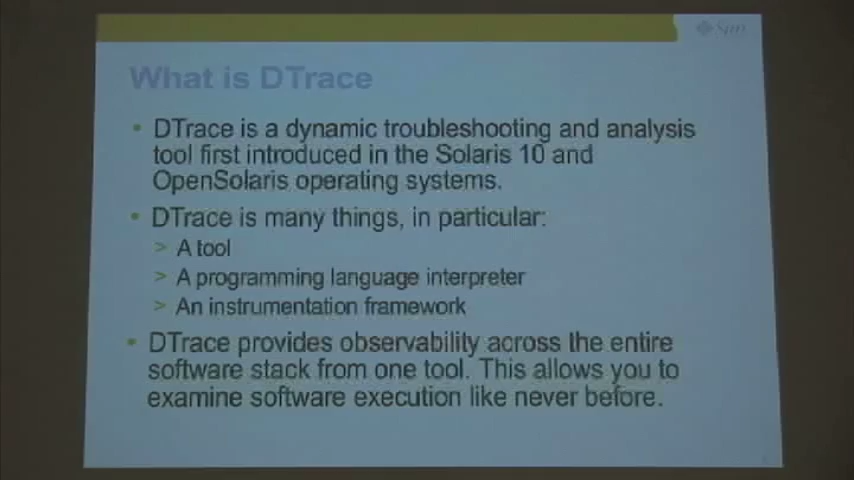 Sun
What is DTrace
• DTrace is a dynamic troubleshooting and analysis
tool first introduced in the Solaris 10 and
OpenSolaris operating systems.
• DTrace is many things, in particular:
> A tool
> A programming language interpreter
> An instrumentation framework
• DTrace provides observability across the entire
software stack from one tool. This allows you to
examine software execution like never before.